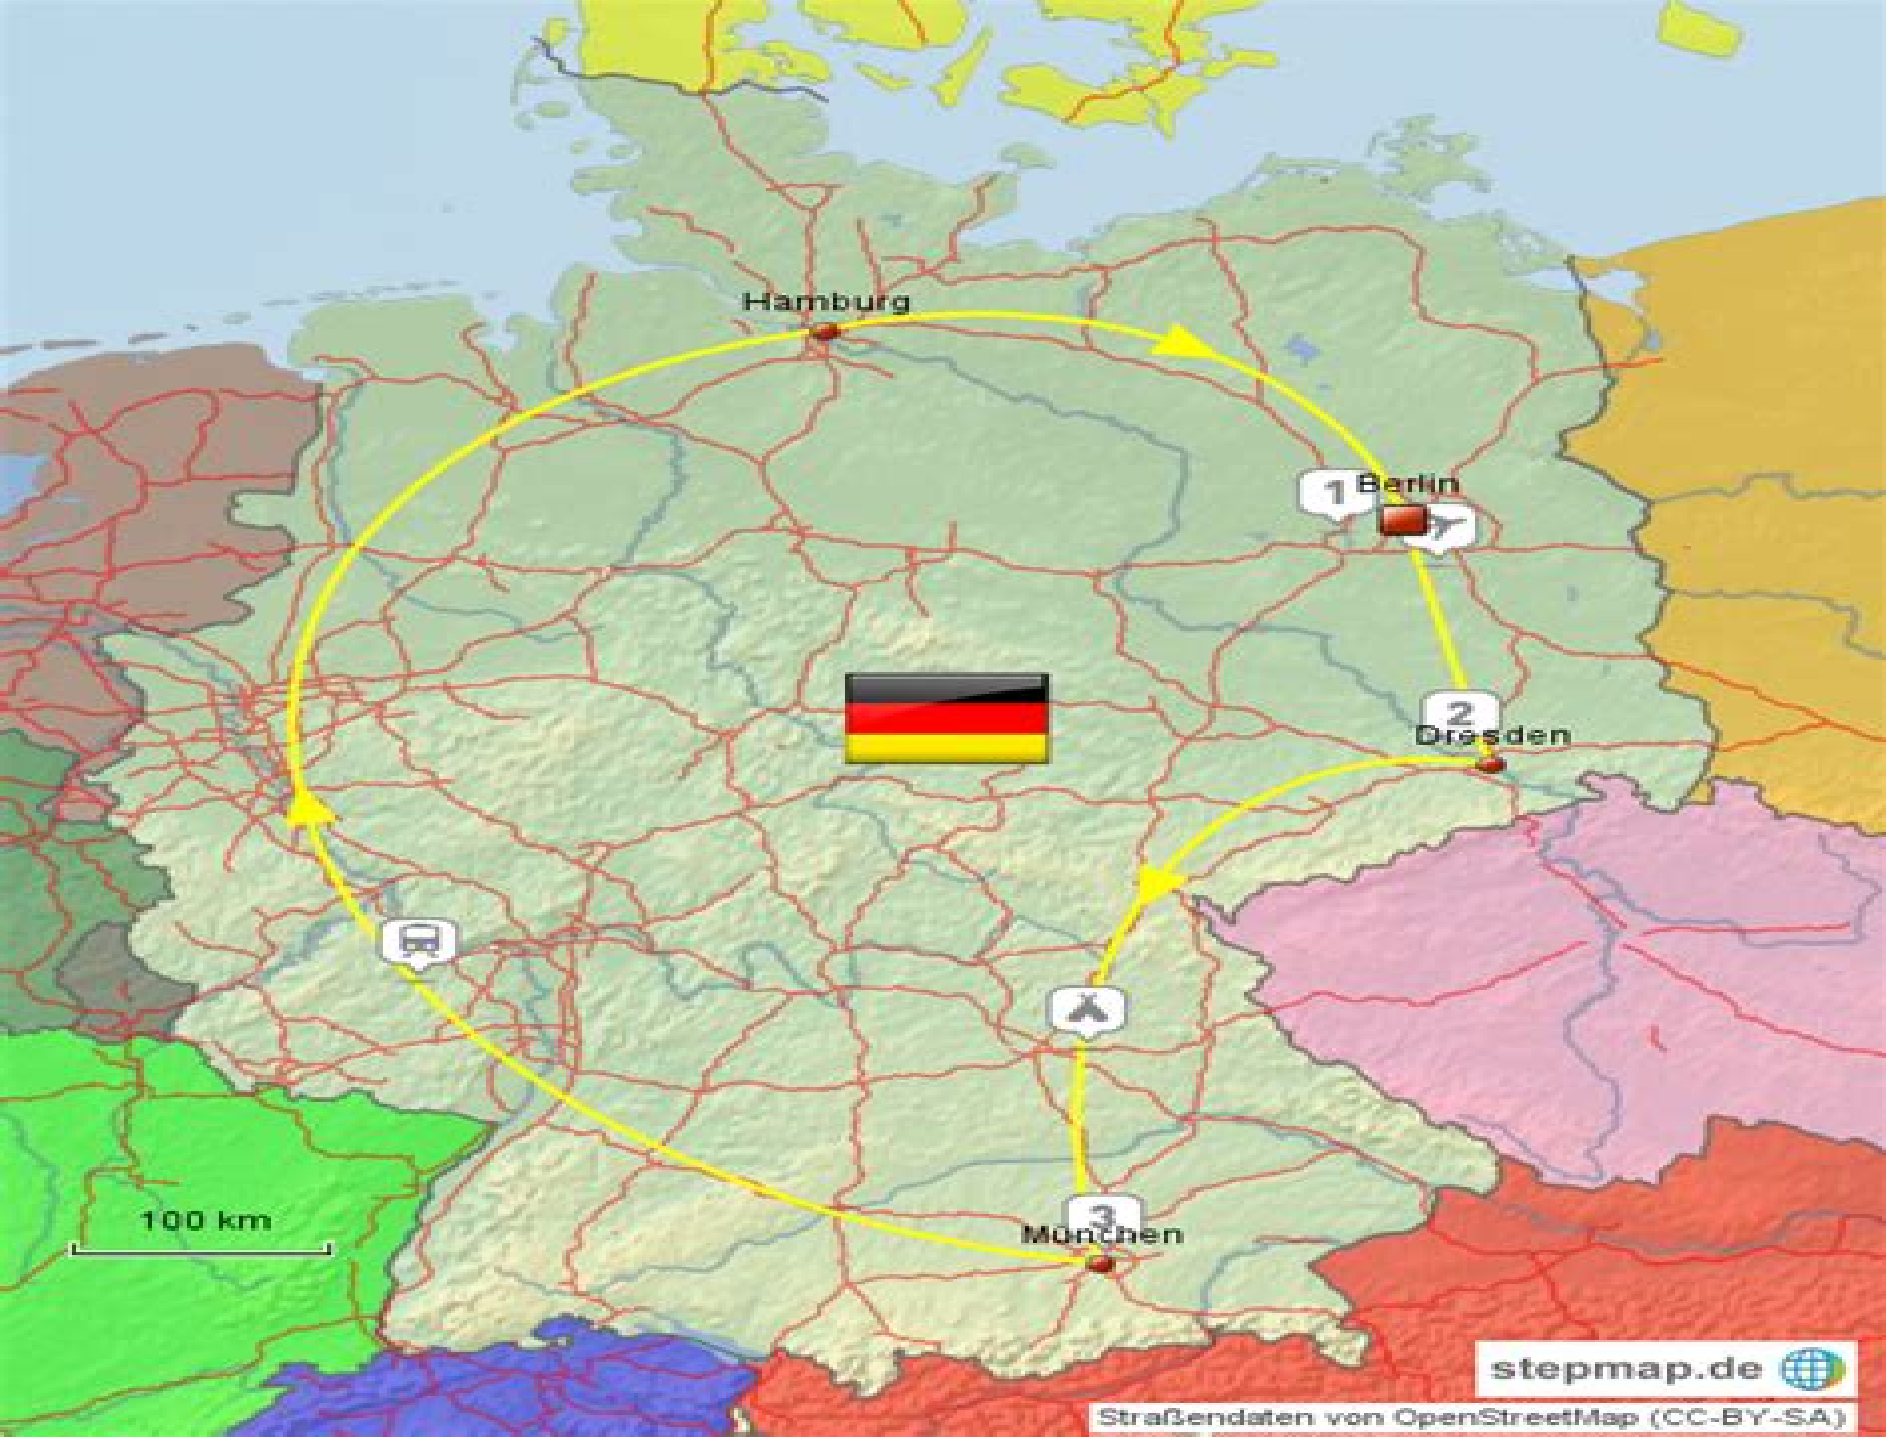 Hamburg
1
Berlin
2
Dresden
3
München
100 km
stepmap.de
Straßendaten von OpenStreetMap (CC-BY-SA)